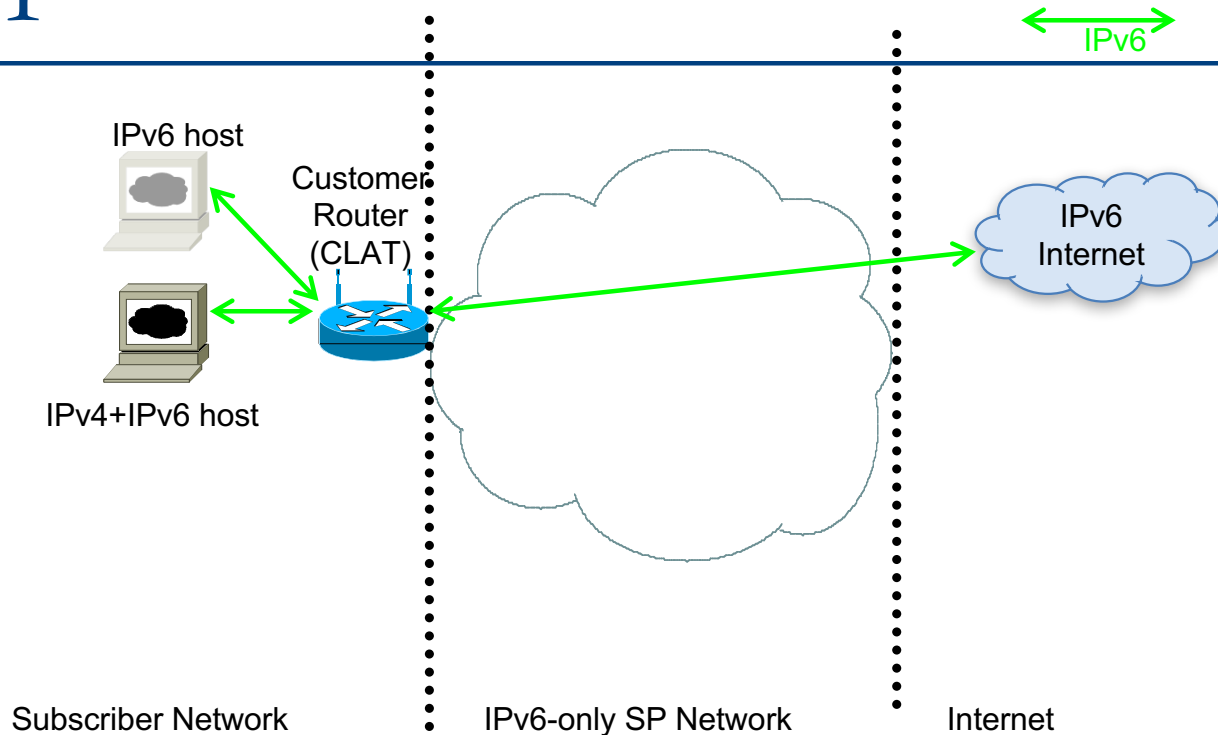 IPv6
IPv6 host
Customer
Router
(CLAT)
IPv6
Internet
IPv4+IPv6 host
Subscriber Network
IPv6-only SP Network
Internet